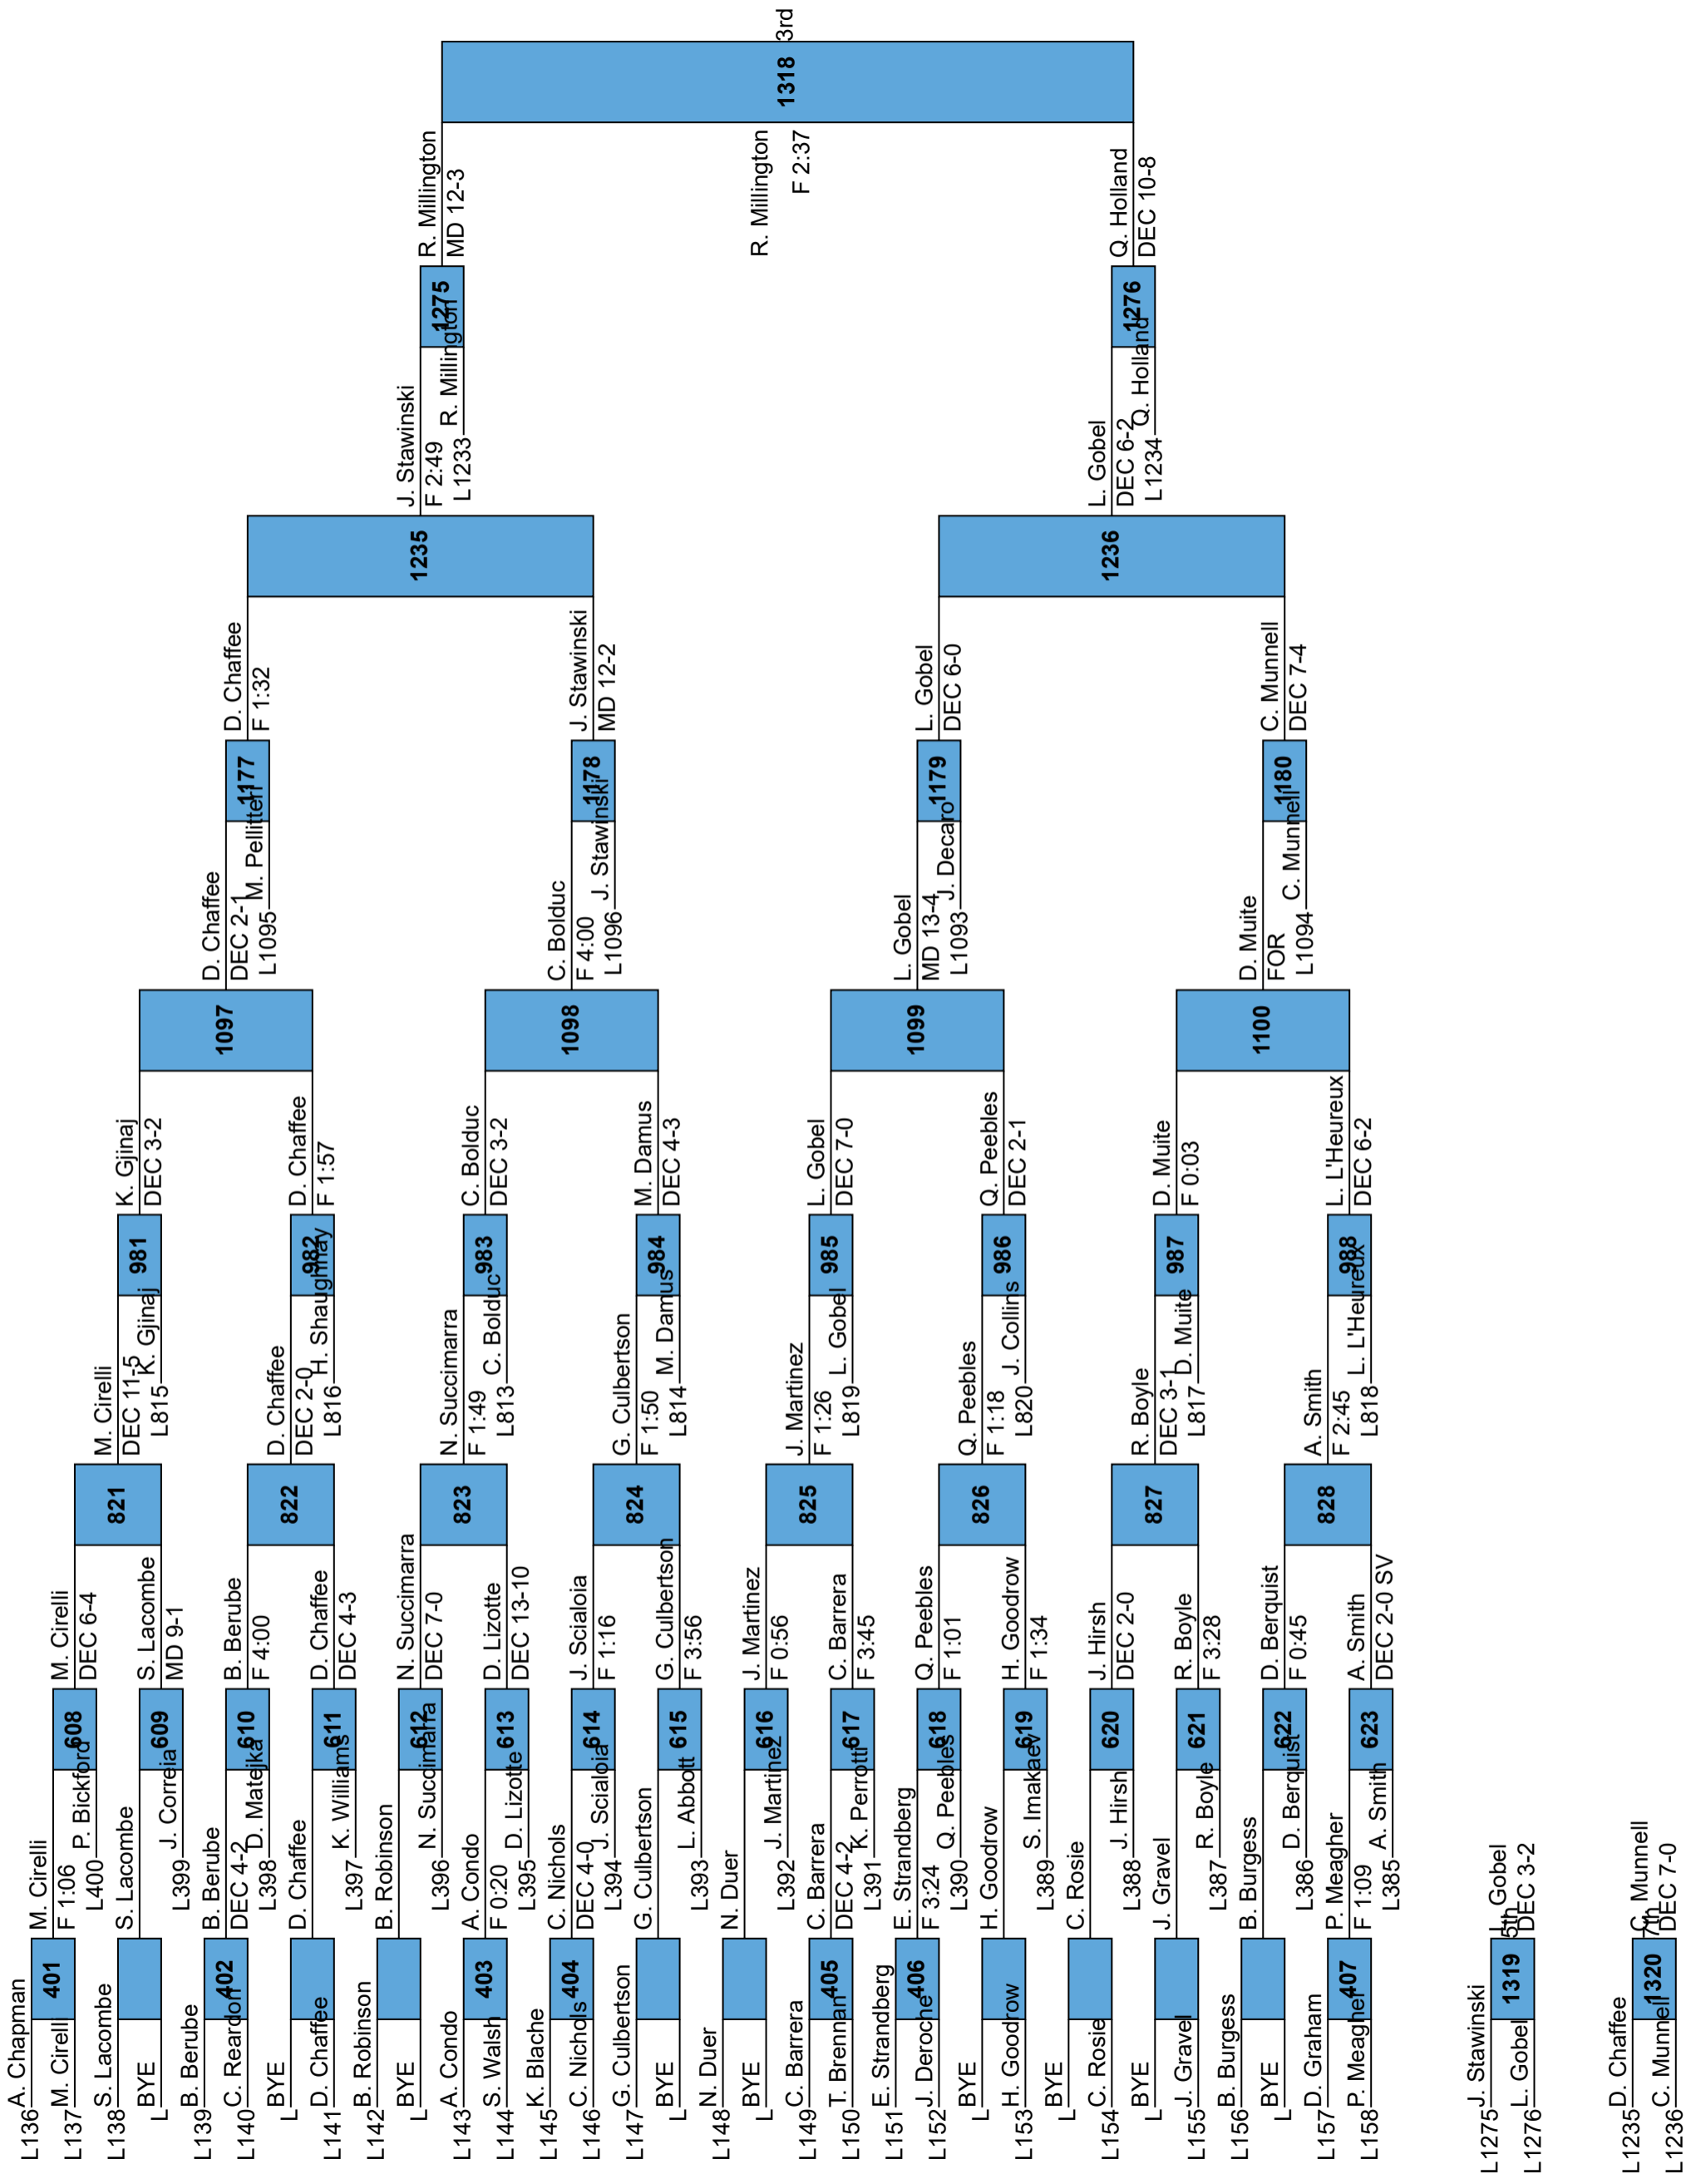 L136 A. Chapman
L137 M. Cirelli
401
M. Cirelli
F 1:06
L138 S. Lacombe
L BYE
S. Lacombe
L139 B. Berube
L140 C. Reardon
402
B. Berube
DEC 4-2
L BYE
L141 D. Chaffee
D. Chaffee
L142 B. Robinson
L BYE
B. Robinson
L143 A. Condo
L144 S. Walsh
403
A. Condo
F 0:20
L145 K. Blache
L146 C. Nichols
404
C. Nichols
DEC 4-0
L147 G. Culbertson
L BYE
G. Culbertson
L148 N. Duer
L BYE
N. Duer
L149 C. Barrera
L150 T. Brennan
405
C. Barrera
DEC 4-2
L151 E. Strandberg
L152 J. Deroche
406
E. Strandberg
F 3:24
L BYE
L153 H. Goodrow
H. Goodrow
L BYE
L154 C. Rosie
C. Rosie
L BYE
L155 J. Gravel
J. Gravel
L156 B. Burgess
L BYE
B. Burgess
L157 D. Graham
L158 P. Meagher
407
P. Meagher
F 1:09
L400 P. Bickford
608
M. Cirelli
DEC 6-4
L399 J. Correia
609
S. Lacombe
MD 9-1
L398 D. Matejka
610
B. Berube
F 4:00
L397 K. Williams
611
D. Chaffee
DEC 4-3
L396 N. Succimarra
612
N. Succimarra
DEC 7-0
L395 D. Lizotte
613
D. Lizotte
DEC 13-10
L394 J. Scialoia
614
J. Scialoia
F 1:16
L393 L. Abbott
615
G. Culbertson
F 3:56
L392 J. Martinez
616
J. Martinez
F 0:56
L391 K. Perrotti
617
C. Barrera
F 3:45
L390 Q. Peebles
618
Q. Peebles
F 1:01
L389 S. Imakaev
619
H. Goodrow
F 1:34
L388 J. Hirsh
620
J. Hirsh
DEC 2-0
L387 R. Boyle
621
R. Boyle
F 3:28
L386 D. Berquist
622
D. Berquist
F 0:45
L385 A. Smith
623
A. Smith
DEC 2-0 SV
821
M. Cirelli
DEC 11-5
L815 K. Gjinaj
822
D. Chaffee
DEC 2-0
L816 H. Shaughnay
823
N. Succimarra
F 1:49
L813 C. Bolduc
824
G. Culbertson
F 1:50
L814 M. Damus
825
J. Martinez
F 1:26
L819 L. Gobel
826
Q. Peebles
F 1:18
L820 J. Collins
827
R. Boyle
DEC 3-1
L817 D. Muite
828
A. Smith
F 2:45
L818 L. L'Heureux
981
K. Gjinaj
DEC 3-2
982
D. Chaffee
F 1:57
983
C. Bolduc
DEC 3-2
984
M. Damus
DEC 4-3
985
L. Gobel
DEC 7-0
986
Q. Peebles
DEC 2-1
987
D. Muite
F 0:03
988
L. L'Heureux
DEC 6-2
1097
D. Chaffee
DEC 2-1
L1095 M. Pellitteri
1098
C. Bolduc
F 4:00
L1096 J. Stawinski
1099
L. Gobel
MD 13-4
L1093 J. Decaro
1100
D. Muite
FOR
L1094 C. Munnell
1177
D. Chaffee
F 1:32
1178
J. Stawinski
MD 12-2
1179
L. Gobel
DEC 6-0
1180
C. Munnell
DEC 7-4
1235
J. Stawinski
F 2:49
L1233 R. Millington
1236
L. Gobel
DEC 6-2
L1234 Q. Holland
1275
R. Millington
MD 12-3
1276
Q. Holland
DEC 10-8
R. Millington
F 2:37
1318
3rd
L1275 J. Stawinski
L1276 L. Gobel
1319
L. Gobel
5th
DEC 3-2
L1235 D. Chaffee
L1236 C. Munnell
1320
C. Munnell
7th
DEC 7-0